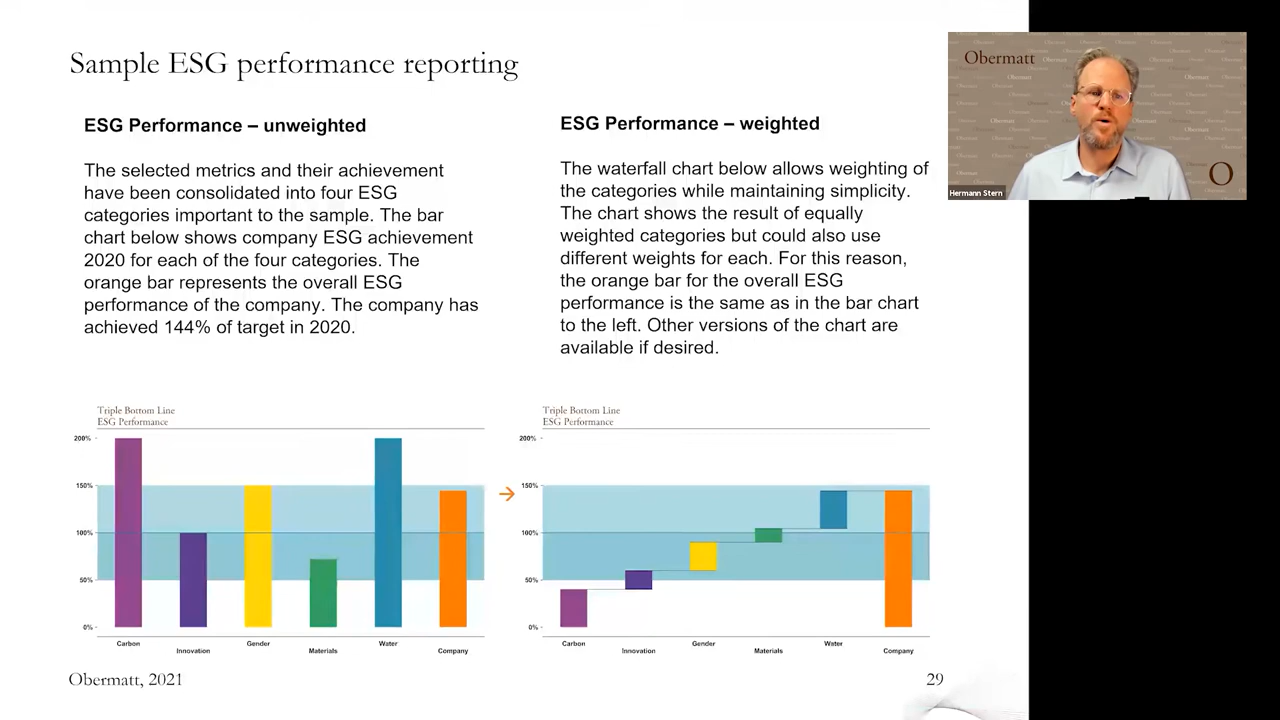 Sample ESG performance reporting
ESG Performance – unweighted
The selected metrics and their achievement
have been consolidated into four ESG
categories important to the sample. The bar
chart below shows company ESG achievement
2020 for each of the four categories. The
orange bar represents the overall ESG
performance of the company. The company has
achieved 144% of target in 2020.
ESG Performance – weighted
The waterfall chart below allows weighting of
the categories while maintaining simplicity.
The chart shows the result of equally
weighted categories but could also use
different weights for each. For this reason,
the orange bar for the overall ESG
performance is the same as in the bar chart
to the left. Other versions of the chart are
available if desired.
Triple Bottom Line
ESG Performance
200%
150%
100%
50%
0%
Carbon
Innovation
Gender
Materials
Water
Company
Triple Bottom Line
ESG Performance
200%
150%
100%
50%
0%
Carbon
Innovation
Gender
Materials
Water
Company
Obermatt, 2021
29
Obermatt
O
Hermann Stern